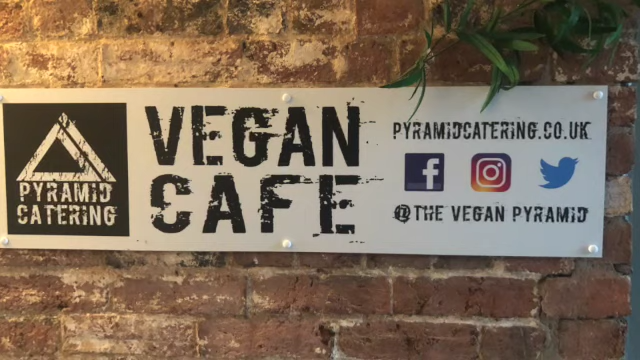 PYRAMID
CATERING
VEGAN
CAFE
PYRAMIDCATERING.CO.UK
@THE VEGAN PYRAMID